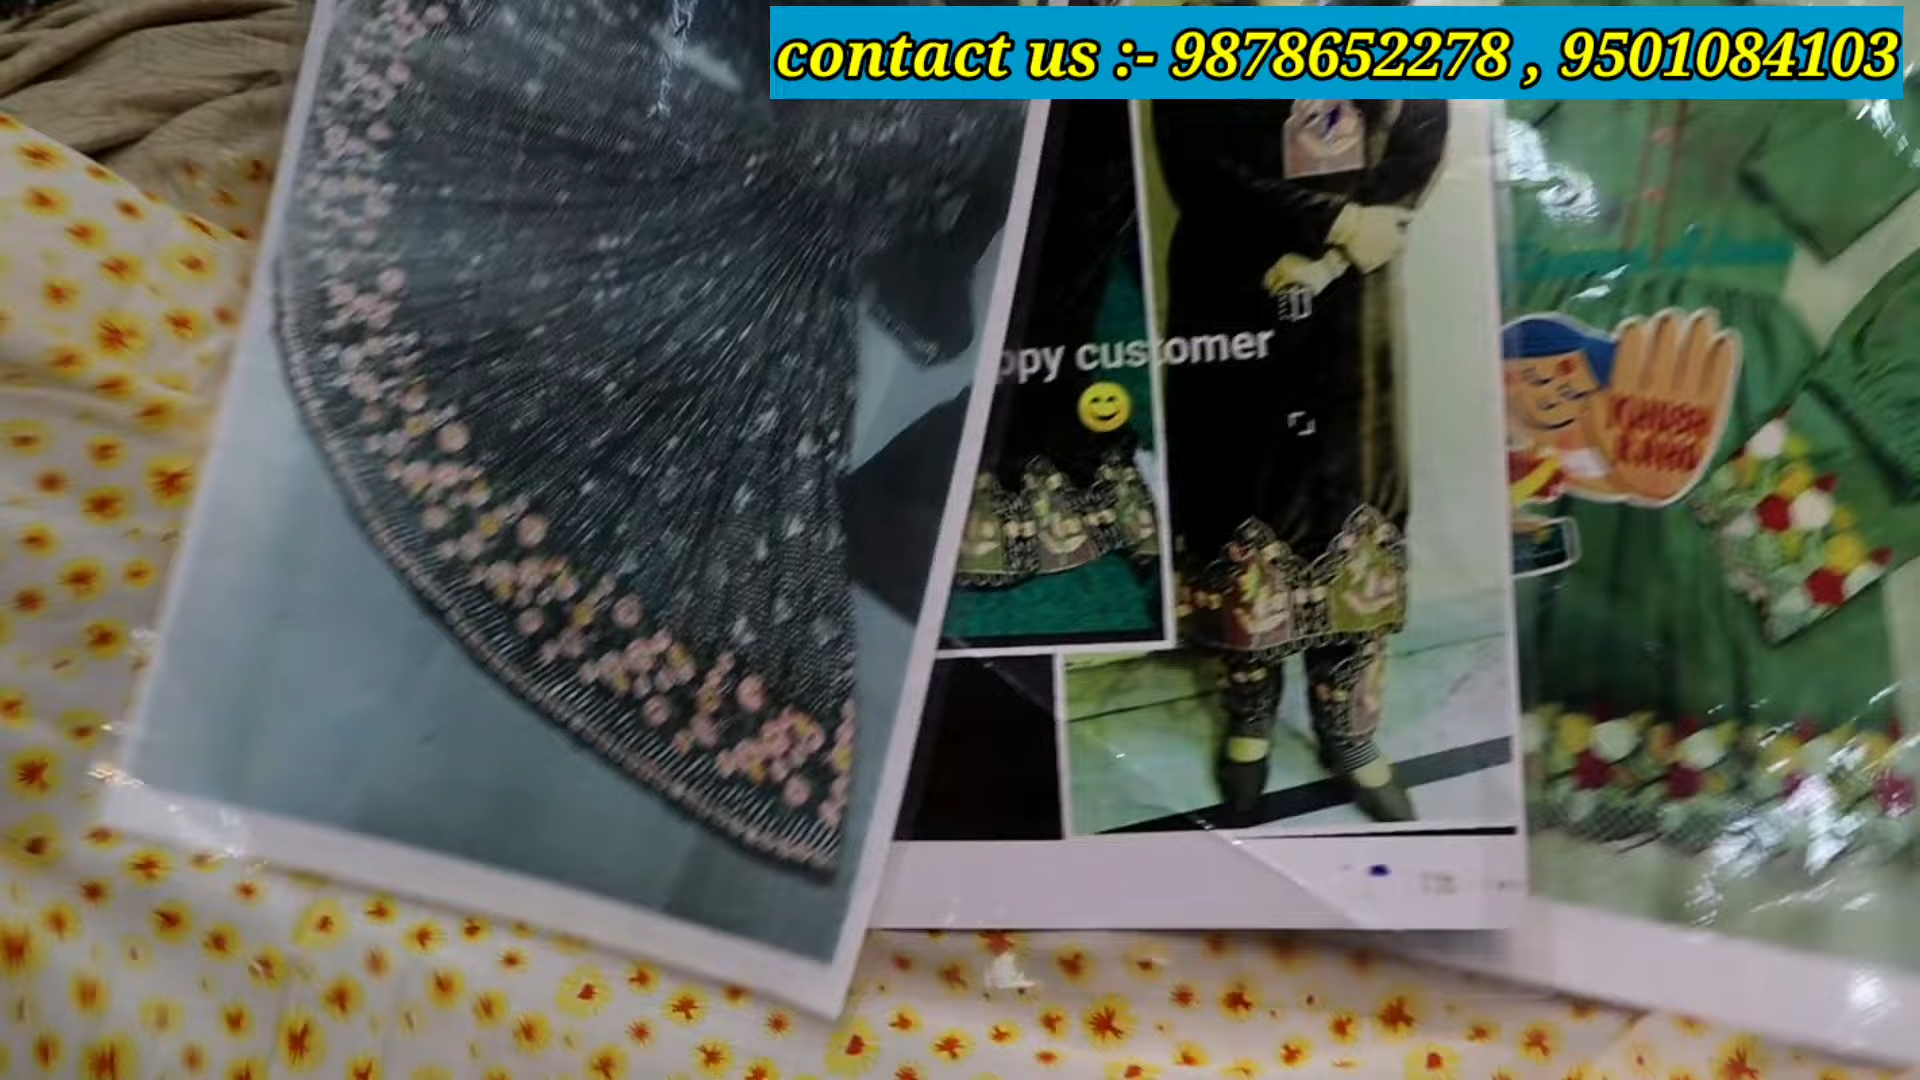 contact us :- 9878652278 , 9501084103
ppy customer